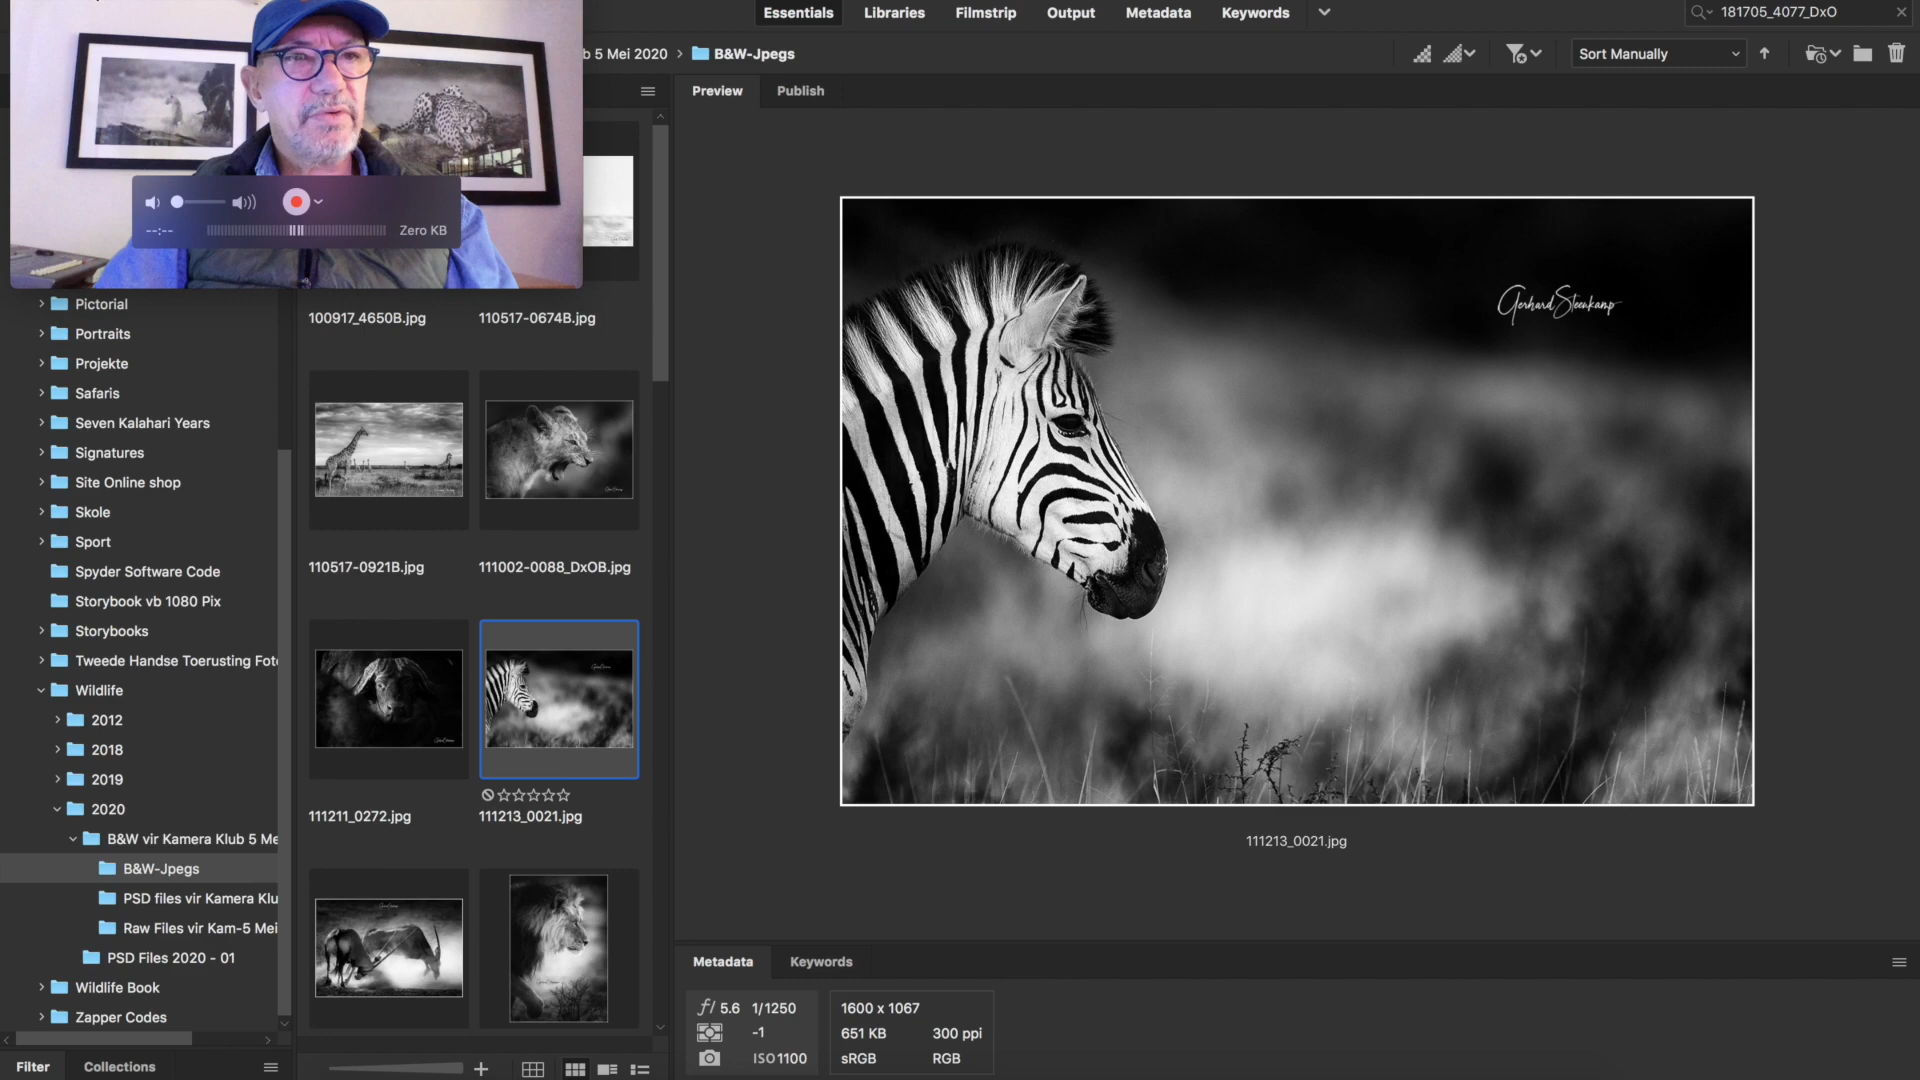 Essentials
Libraries
Filmstrip
Output
Metadata
Keywords
181705_4077_DxO
b 5 Mei 2020
B&W-Jpegs
Sort Manually
Preview
Publish
--:--
Zero KB
Pictorial
Portraits
Projekte
Safaris
Seven Kalahari Years
Signatures
Site Online shop
Skole
Sport
Spyder Software Code
Storybook vb 1080 Pix
Storybooks
Tweede Handse Toerusting Foto
Wildlife
2012
2018
2019
2020
B&W vir Kamera Klub 5 Me
B&W-Jpegs
PSD files vir Kamera Klu
Raw Files vir Kam-5 Mei
PSD Files 2020 - 01
Wildlife Book
Zapper Codes
Filter
Collections
100917_4650B.jpg
110517-0674B.jpg
110517-0921B.jpg
111002-0088_DxOB.jpg
111211_0272.jpg
111213_0021.jpg
Gerhard Steenkamp
111213_0021.jpg
Metadata
Keywords
f/ 5.6 1/1250
-1
ISO1100
1600 x 1067
651 KB 300 ppi
sRGB RGB